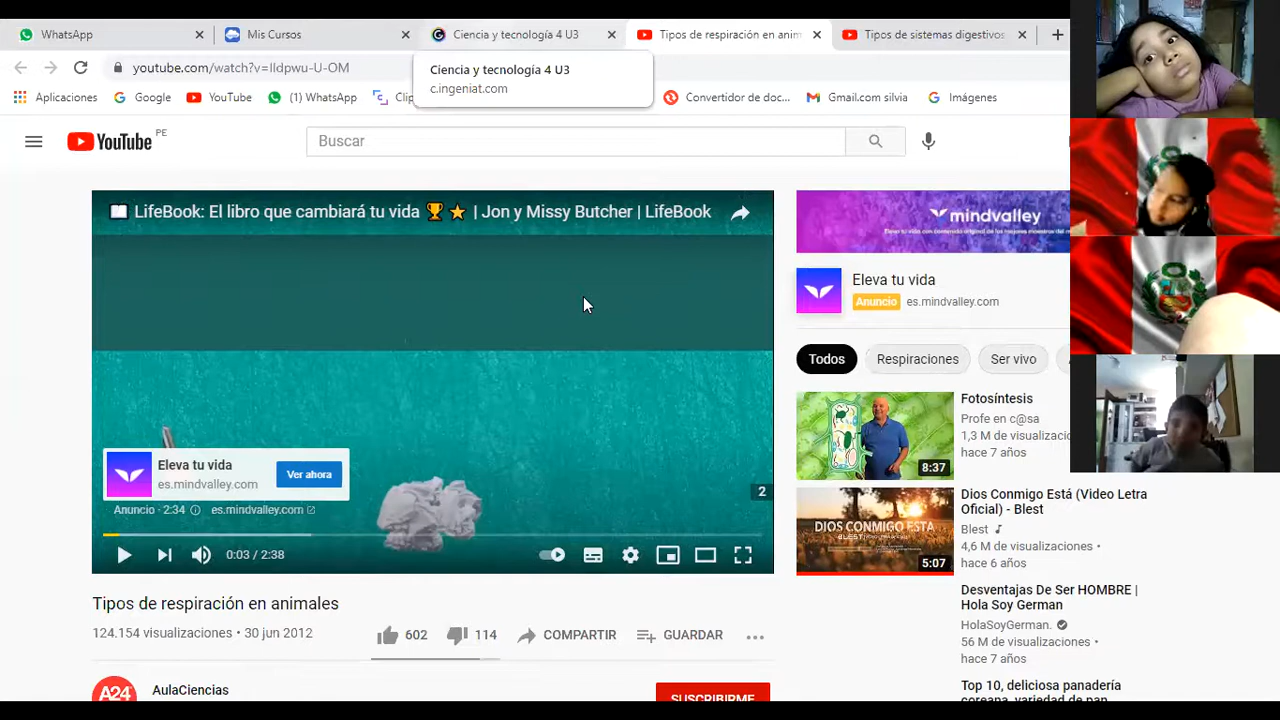 WhatsApp
Mis Cursos
Ciencia y tecnología 4 U3
Tipos de respiración en anim
Tipos de sistemas digestivos
youtube.com/watch?v=lldpwu-U-OM
Ciencia y tecnología 4 U3
c.ingeniat.com
Aplicaciones
Google
YouTube
(1) WhatsApp
Clip
Convertidor de doc...
Gmail.com silvia
Imágenes
YouTube PE
Buscar
LifeBook: El libro que cambiará tu vida 🏆⭐ | Jon y Missy Butcher | LifeBook
mindvalley
Eleva tu vida
Anuncio es.mindvalley.com
Todos
Respiraciones
Ser vivo
Eleva tu vida
es.mindvalley.com
Ver ahora
Anuncio · 2:34
es.mindvalley.com
2
0:03 / 2:38
Tipos de respiración en animales
124.154 visualizaciones • 30 jun 2012
602
114
COMPARTIR
GUARDAR
A24
AulaCiencias
SUSCRIBIRME
8:37
Fotosíntesis
Profe en c@sa
1,3 M de visualizacio
hace 7 años
DIOS CONMIGO ESTÁ
5:07
Dios Conmigo Está (Video Letra
Oficial) - Blest
Blest
4,6 M de visualizaciones •
hace 6 años
Desventajas De Ser HOMBRE |
Hola Soy German
HolaSoyGerman.
56 M de visualizaciones •
hace 7 años
Top 10, deliciosa panadería
coreana, variedad de pan